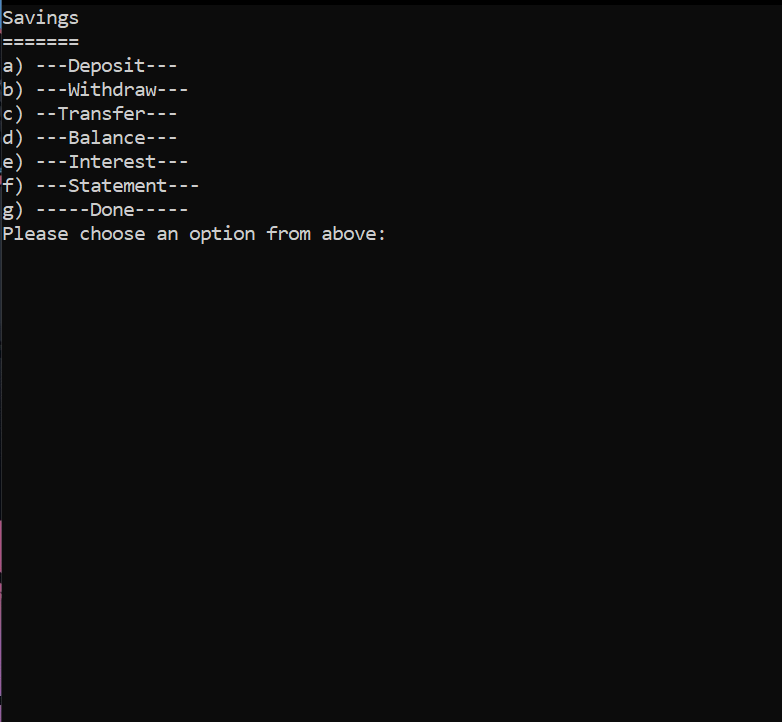 Savings
=======
a) ---Deposit---
b) ---Withdraw---
c) --Transfer---
d) ---Balance---
e) ---Interest---
f) ---Statement---
g) -----Done-----
Please choose an option from above: